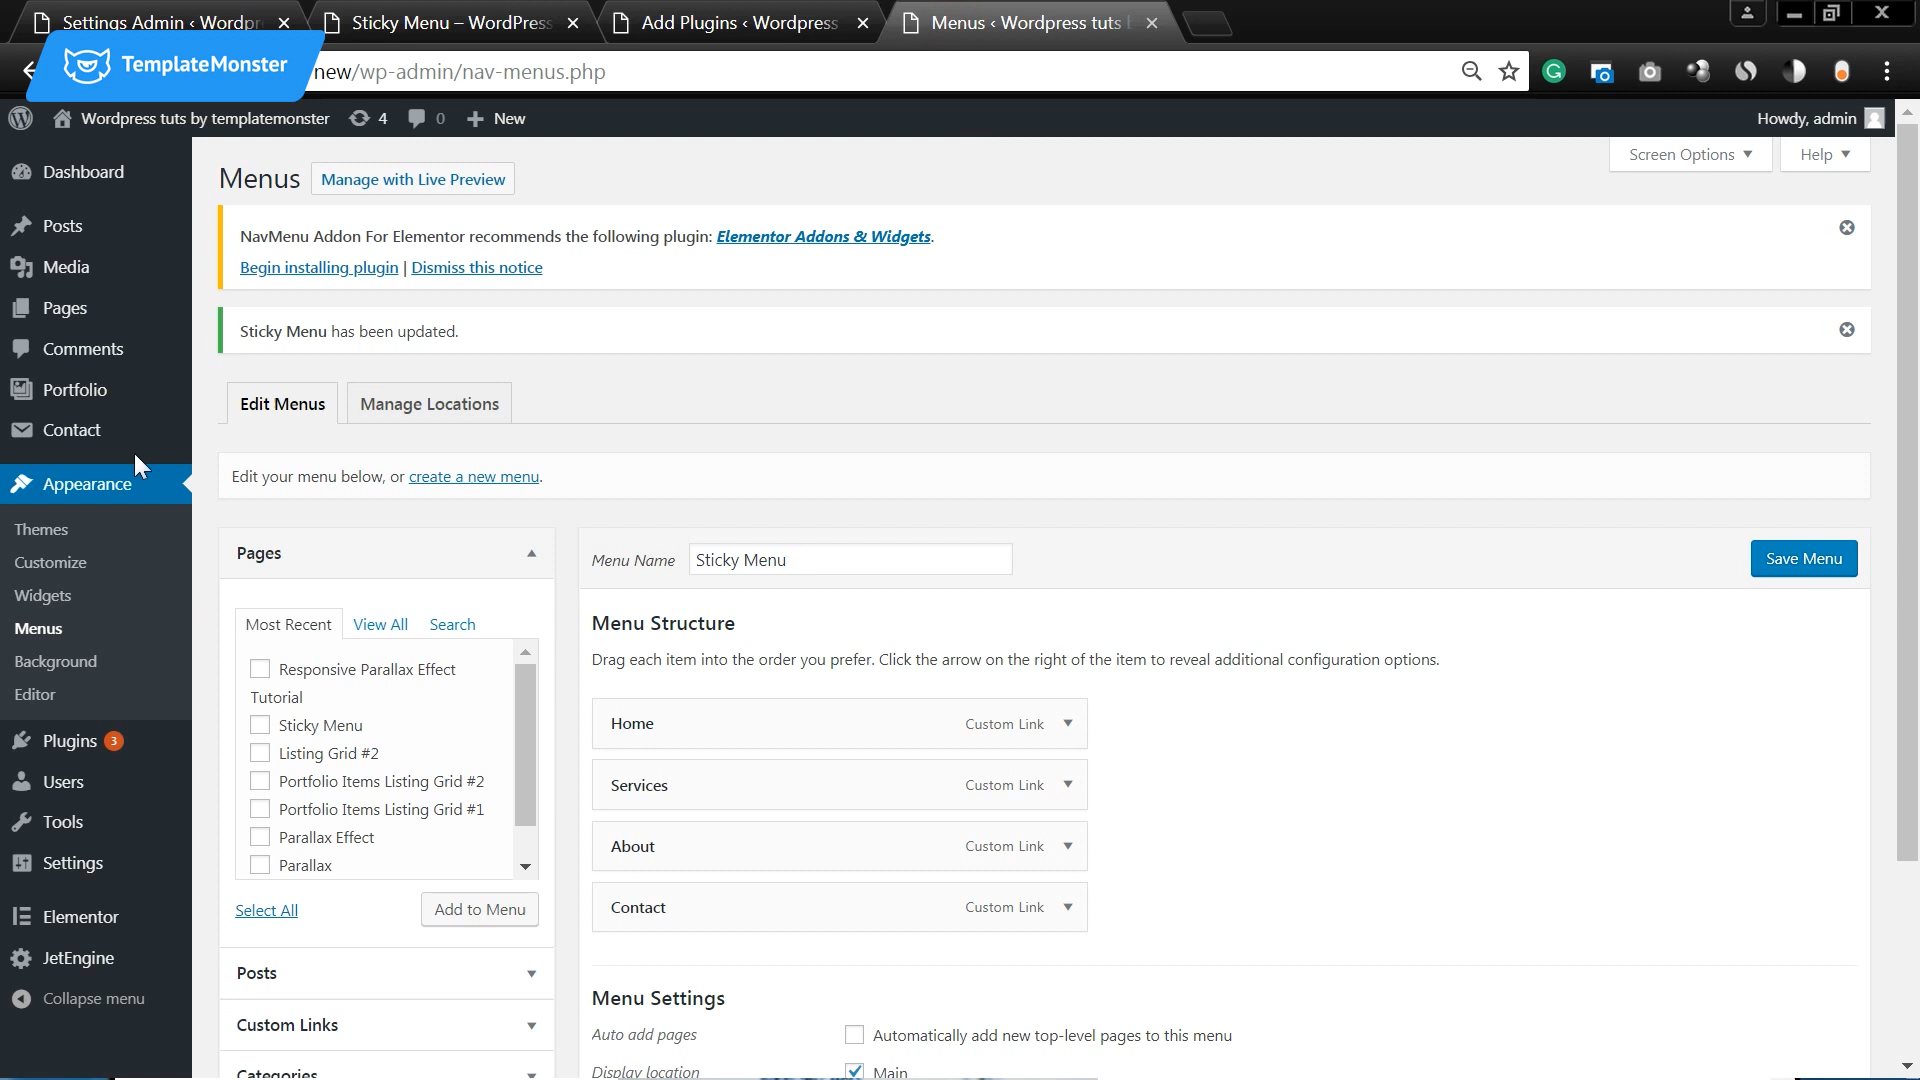 Settings Admin ‹ Wordpr
Sticky Menu – WordPress
Add Plugins ‹ Wordpress
Menus ‹ Wordpress tuts b
TemplateMonster
new/wp-admin/nav-menus.php
Wordpress tuts by templatemonster
4
0
New
Howdy, admin
Dashboard
Posts
Media
Pages
Comments
Portfolio
Contact
Appearance
Themes
Customize
Widgets
Menus
Background
Editor
Plugins 3
Users
Tools
Settings
Elementor
JetEngine
Collapse menu
Screen Options
Help
Menus
Manage with Live Preview
NavMenu Addon For Elementor recommends the following plugin: Elementor Addons & Widgets.
Begin installing plugin | Dismiss this notice
Sticky Menu has been updated.
Edit Menus
Manage Locations
Edit your menu below, or create a new menu.
Pages
Most Recent
View All
Search
Responsive Parallax Effect
Tutorial
Sticky Menu
Listing Grid #2
Portfolio Items Listing Grid #2
Portfolio Items Listing Grid #1
Parallax Effect
Parallax
Select All
Add to Menu
Posts
Custom Links
Categories
Menu Name
Sticky Menu
Save Menu
Menu Structure
Drag each item into the order you prefer. Click the arrow on the right of the item to reveal additional configuration options.
Home
Custom Link
Services
Custom Link
About
Custom Link
Contact
Custom Link
Menu Settings
Auto add pages
Automatically add new top-level pages to this menu
Display location
Main